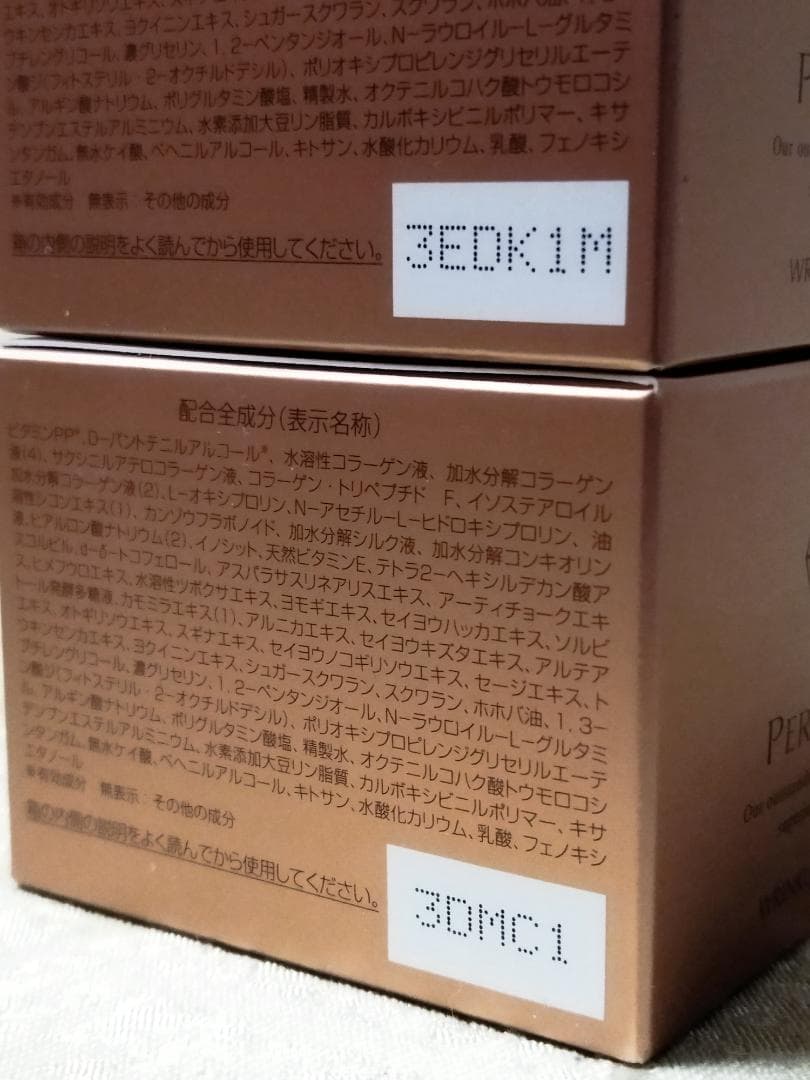 エキス、オトギリソウエキス、スギナエキス
ウキンセンカエキス、ヨクイニンエキス、シュガースクワラン、スクワラン、ホホバ油、1,3-
ブチレングリコール、濃グリセリン、1,2-ペンタンジオール、N-ラウロイル-L-グルタミ
ン酸ジ(フィトステリル・2-オクチルドデシル)、ポリオキシプロピレンジグリセリルエーテ
ル、アルギン酸ナトリウム、ポリグルタミン酸塩、精製水、オクテニルコハク酸トウモロコシ
デンプンエステルアルミニウム、水素添加大豆リン脂質、カルボキシビニルポリマー、キサ
ンタンガム、無水ケイ酸、ベヘニルアルコール、キトサン、水酸化カリウム、乳酸、フェノキシ
エタノール
※有効成分 無表示:その他の成分
箱の内側の説明をよく読んでから使用してください。
3EDK1M
P
Our ou
WR
配合全成分(表示名称)
ビタミンPP*、D-パントテニルアルコール*、水溶性コラーゲン液、加水分解コラーゲン
液(4)、サクシニルアテロコラーゲン液、コラーゲン・トリペプチド F、イソステアロイル
加水分解コラーゲン液(2)、L-オキシプロリン、N-アセチル-L-ヒドロキシプロリン、油
溶性シコンエキス(1)、カンゾウフラボノイド、加水分解シルク液、加水分解コンキオリン
液、ヒアルロン酸ナトリウム(2)、イノシット、天然ビタミンE、テトラ2-ヘキシルデカン酸ア
スコルビル、d-δ-トコフェロール、アスパラサスリネアリスエキス、アーティチョークエキ
ス、ヒメフウロエキス、水溶性ツボクサエキス、ヨモギエキス、セイヨウハッカエキス、ソルビ
トール発酵多糖液、カモミラエキス(1)、アルニカエキス、セイヨウキズタエキス、アルテア
エキス、オトギリソウエキス、スギナエキス、セイヨウノコギリソウエキス、セージエキス、ト
ウキンセンカエキス、ヨクイニンエキス、シュガースクワラン、スクワラン、ホホバ油、1,3-
ブチレングリコール、濃グリセリン、1,2-ペンタンジオール、N-ラウロイル-L-グルタミ
ン酸ジ(フィトステリル・2-オクチルドデシル)、ポリオキシプロピレンジグリセリルエーテ
ル、アルギン酸ナトリウム、ポリグルタミン酸塩、精製水、オクテニルコハク酸トウモロコシ
デンプンエステルアルミニウム、水素添加大豆リン脂質、カルボキシビニルポリマー、キサ
ンタンガム、無水ケイ酸、ベヘニルアルコール、キトサン、水酸化カリウム、乳酸、フェノキシ
エタノール
※有効成分 無表示:その他の成分
箱の内側の説明をよく読んでから使用してください。
3DMC1
PER
Our outstand